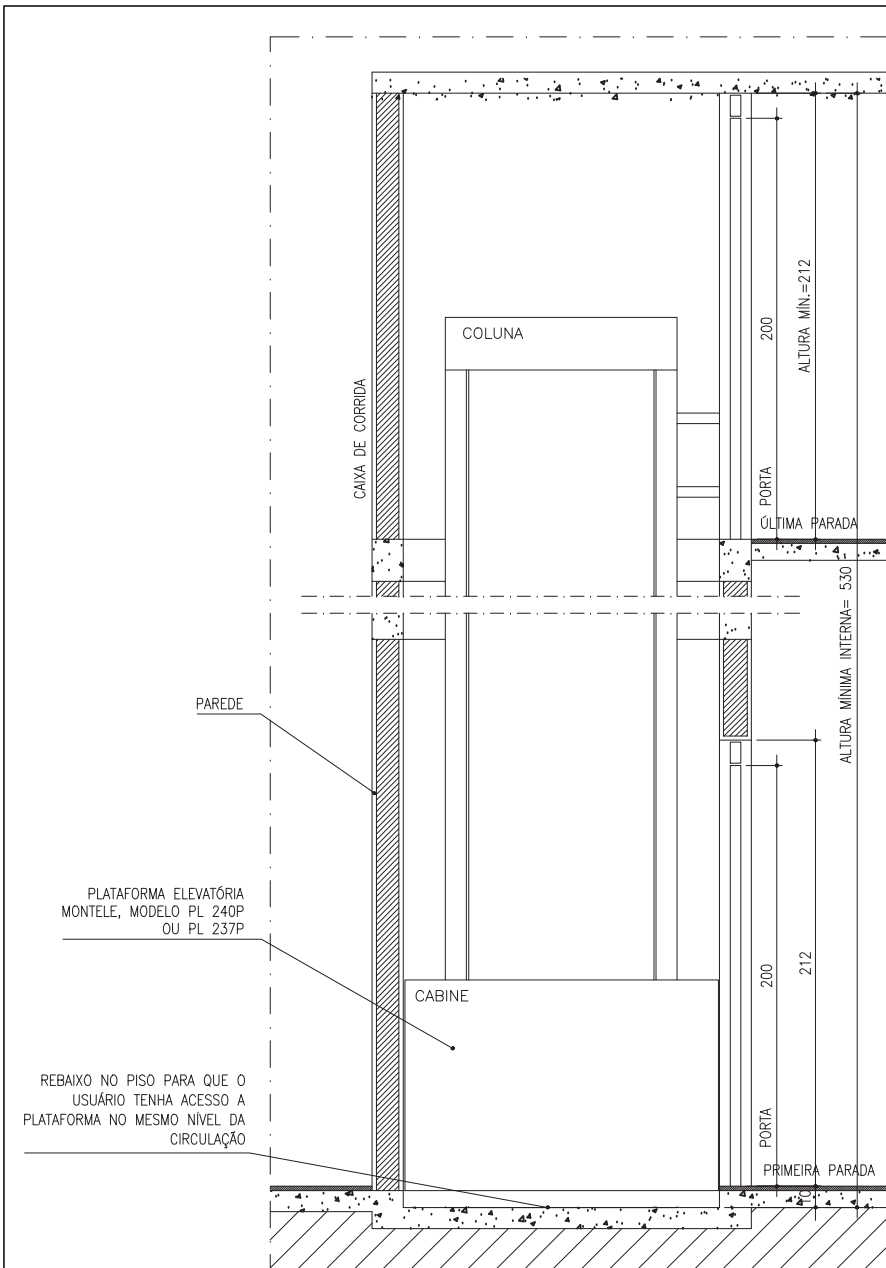 COLUNA
CAIXA DE CORRIDA
200
ALTURA MÍN.=212
PORTA
ÚLTIMA PARADA
ALTURA MÍNIMA INTERNA= 530
PAREDE
PLATAFORMA ELEVATÓRIA
MONTELE, MODELO PL 240P
OU PL 237P
CABINE
200
212
REBAIXO NO PISO PARA QUE O
USUÁRIO TENHA ACESSO A
PLATAFORMA NO MESMO NÍVEL DA
CIRCULAÇÃO
PORTA
PRIMEIRA PARADA
10